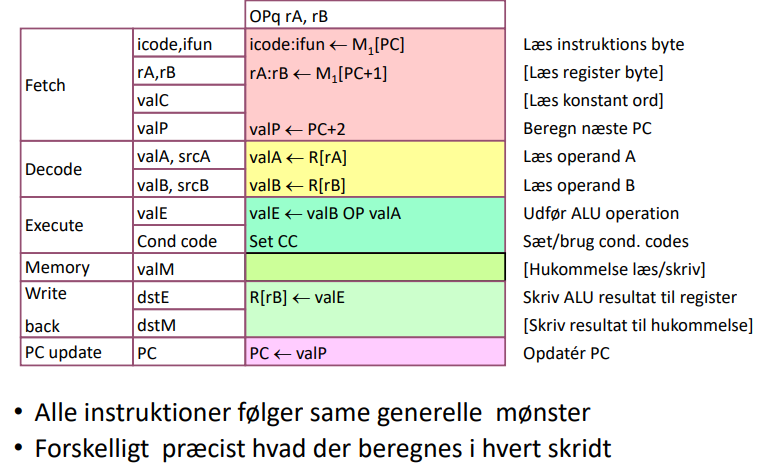 OPq rA, rB
Fetch
icode,ifun
icode:ifun ← M1[PC]
Læs instruktions byte
rA,rB
rA:rB ← M1[PC+1]
[Læs register byte]
valC
[Læs konstant ord]
valP
valP ← PC+2
Beregn næste PC
Decode
valA, srcA
valA ← R[rA]
Læs operand A
valB, srcB
valB ← R[rB]
Læs operand B
Execute
valE
valE ← valB OP valA
Udfør ALU operation
Cond code
Set CC
Sæt/brug cond. codes
Memory
valM
[Hukommelse læs/skriv]
Write
back
dstE
R[rB] ← valE
Skriv ALU resultat til register
dstM
[Skriv resultat til hukommelse]
PC update
PC
PC ← valP
Opdatér PC
• Alle instruktioner følger same generelle mønster
• Forskelligt præcist hvad der beregnes i hvert skridt